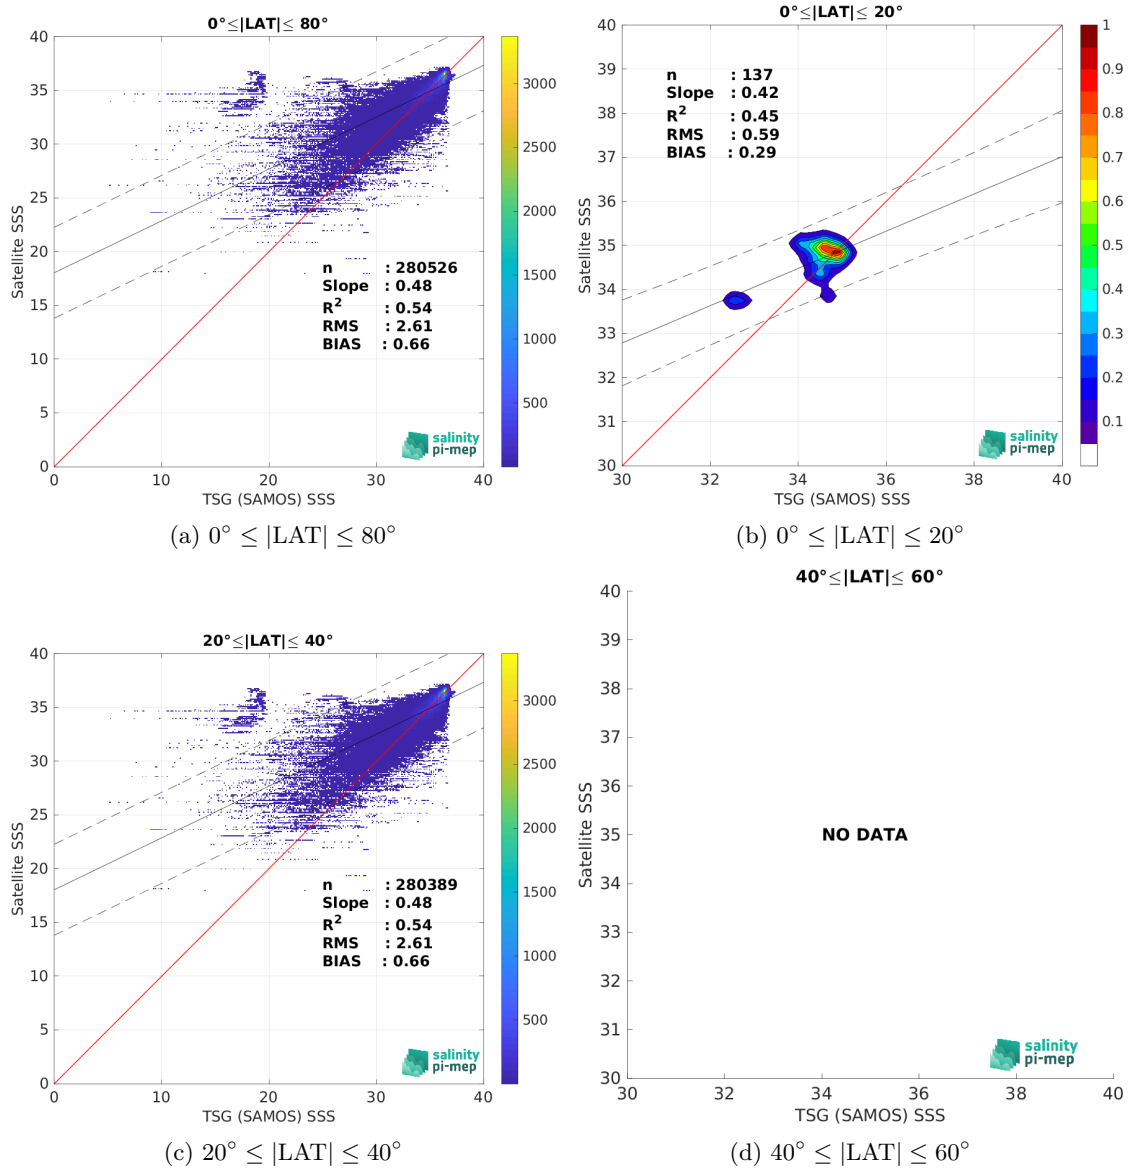 0°≤|LAT|≤ 80°
40
35
30
25
20
15
10
5
0
Satellite SSS
n : 280526
Slope : 0.48
R2 : 0.54
RMS : 2.61
BIAS : 0.66
salinity
pi-mep
0 10 20 30 40
TSG (SAMOS) SSS
3000
2500
2000
1500
1000
500
(a) 0° ≤ |LAT| ≤ 80°
0°≤|LAT|≤ 20°
40
39
38
37
36
35
34
33
32
31
30
Satellite SSS
n : 137
Slope : 0.42
R2 : 0.45
RMS : 0.59
BIAS : 0.29
salinity
pi-mep
30 32 34 36 38 40
TSG (SAMOS) SSS
1
0.9
0.8
0.7
0.6
0.5
0.4
0.3
0.2
0.1
(b) 0° ≤ |LAT| ≤ 20°
20°≤|LAT|≤ 40°
40
35
30
25
20
15
10
5
0
Satellite SSS
n : 280389
Slope : 0.48
R2 : 0.54
RMS : 2.61
BIAS : 0.66
salinity
pi-mep
0 10 20 30 40
TSG (SAMOS) SSS
3000
2500
2000
1500
1000
500
(c) 20° ≤ |LAT| ≤ 40°
40°≤|LAT|≤ 60°
40
39
38
37
36
35
34
33
32
31
30
Satellite SSS
NO DATA
salinity
pi-mep
30 32 34 36 38 40
TSG (SAMOS) SSS
(d) 40° ≤ |LAT| ≤ 60°